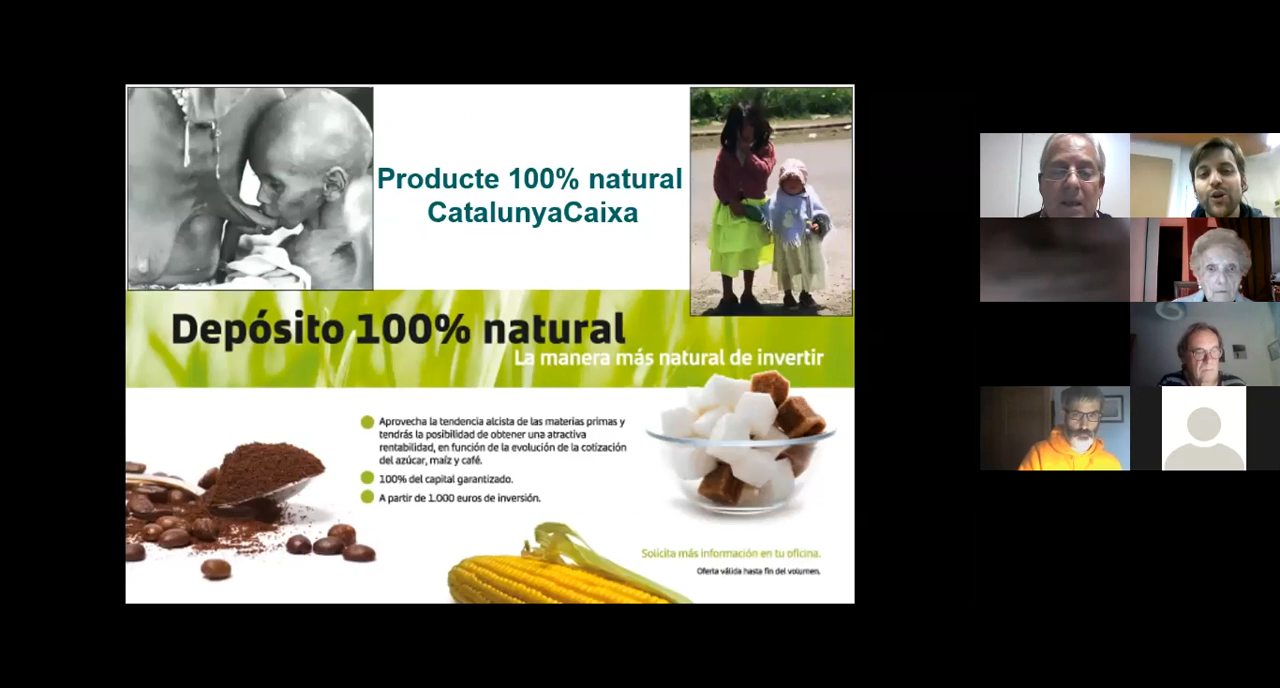 Producte 100% natural
CatalunyaCaixa
Depósito 100% natural
La manera más natural de invertir
Aprovecha la tendencia alcista de las materias primas y
tendrás la posibilidad de obtener una atractiva
rentabilidad, en función de la evolución de la cotización
del azúcar, maíz y café.
100% del capital garantizado.
A partir de 1.000 euros de inversión.
Solicita más información en tu oficina.
Oferta válida hasta fin del volumen.